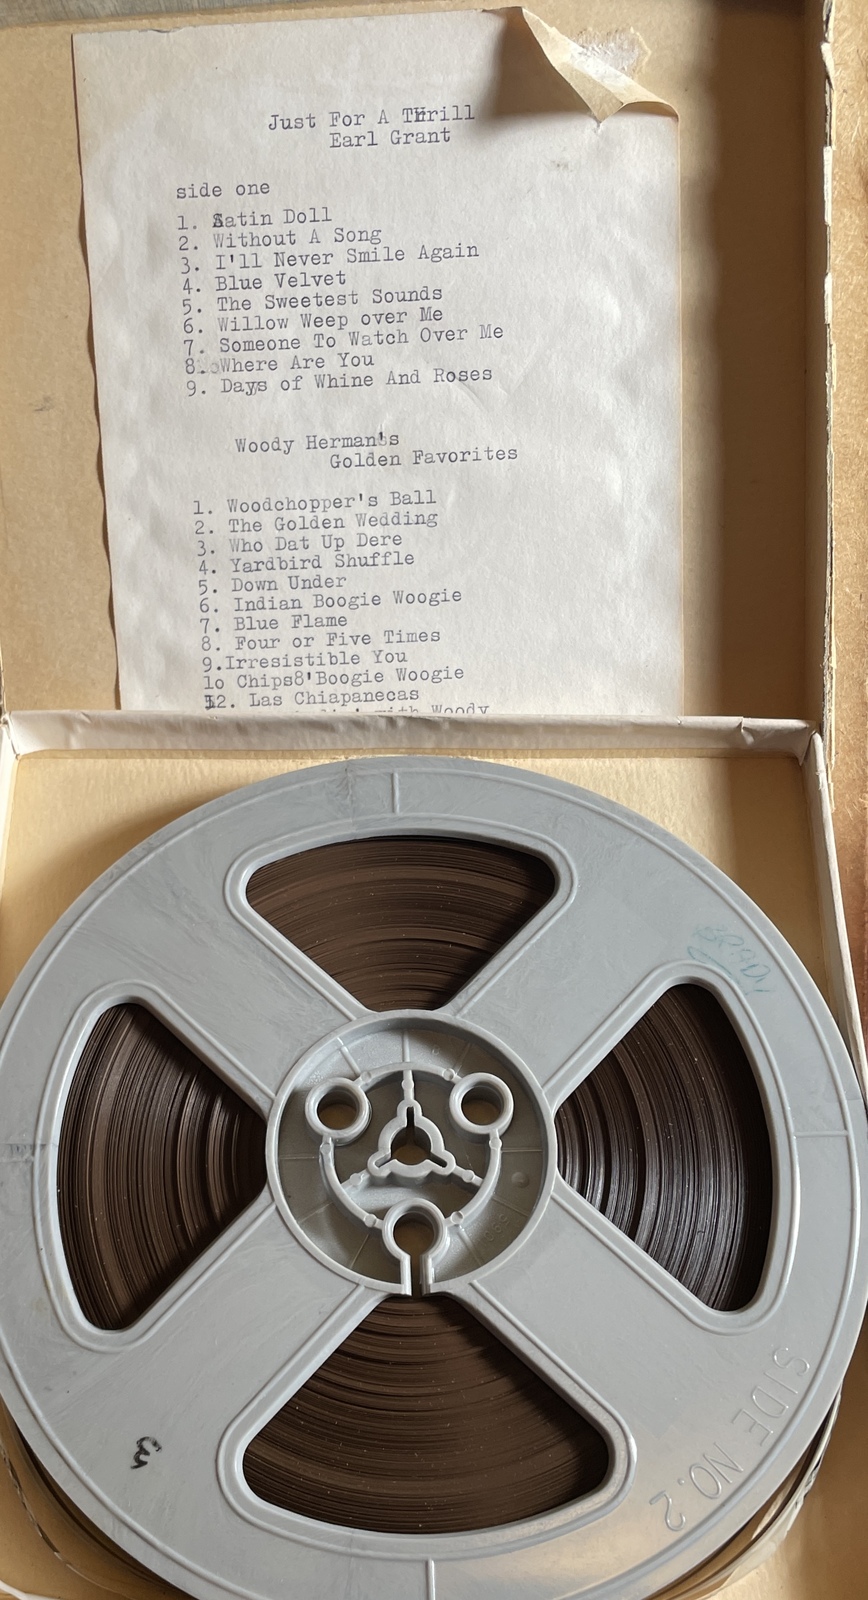 Just For A Thrill
Earl Grant
side one
1. Satin Doll
2. Without A Song
3. I'll Never Smile Again
4. Blue Velvet
5. The Sweetest Sounds
6. Willow Weep over Me
7. Someone To Watch Over Me
8. Where Are You
9. Days of Whine And Roses
Woody Herman's
Golden Favorites
1. Woodchopper's Ball
2. The Golden Wedding
3. Who Dat Up Dere
4. Yardbird Shuffle
5. Down Under
6. Indian Boogie Woogie
7. Blue Flame
8. Four or Five Times
9.Irresistible You
1o Chips8'Boogie Woogie
12. Las Chiapanecas
with Woody
SIDE NO.2
3